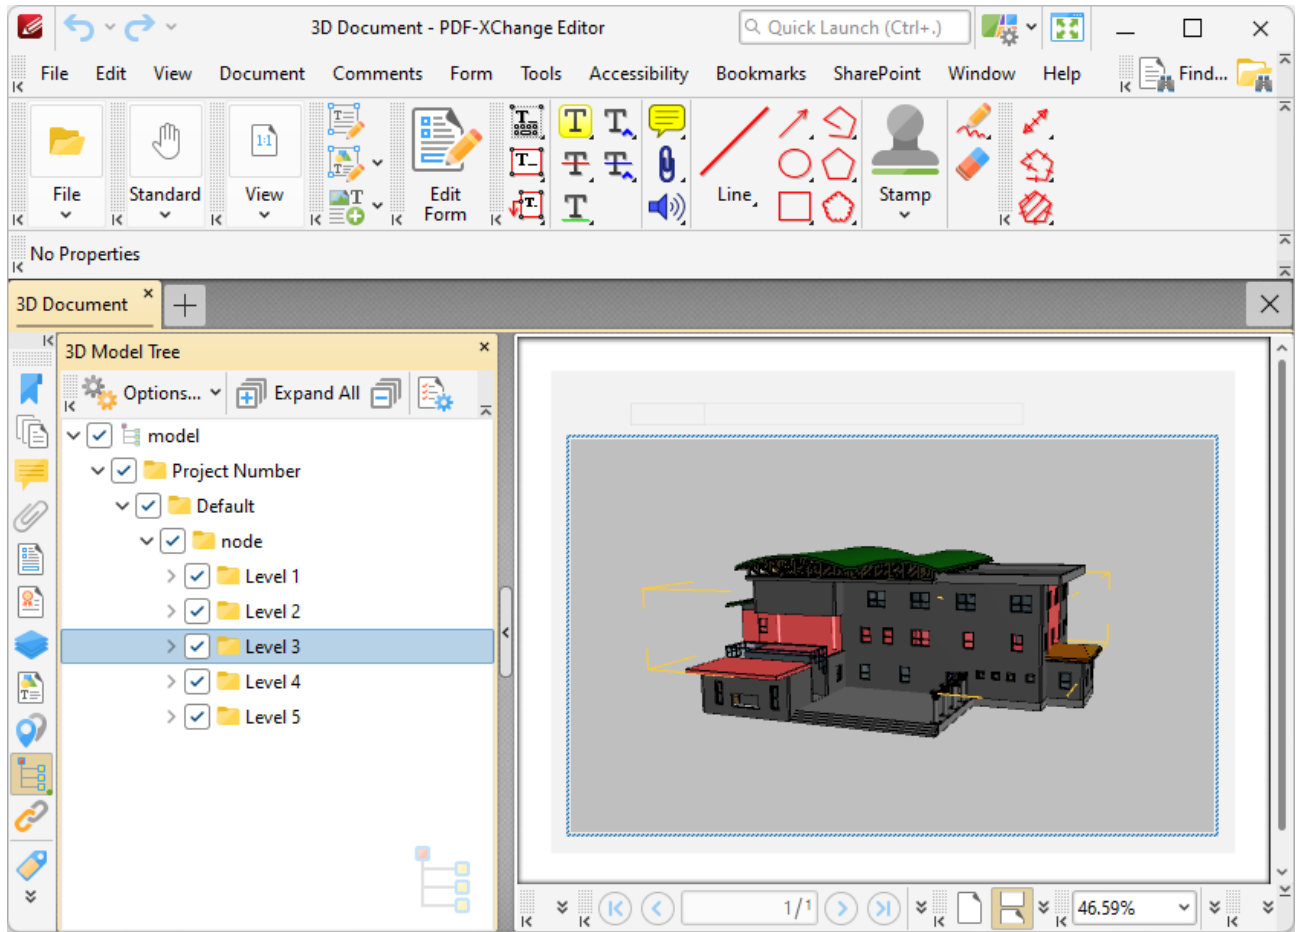 3D Document - PDF-XChange Editor
Quick Launch (Ctrl+.)
File Edit View Document Comments Form Tools Accessibility Bookmarks SharePoint Window Help Find...
File Standard 1:1 View Edit Form Line Stamp
No Properties
3D Document
3D Model Tree
Options... Expand All
model
Project Number
Default
node
Level 1
Level 2
Level 3
Level 4
Level 5
1/1
46.59%